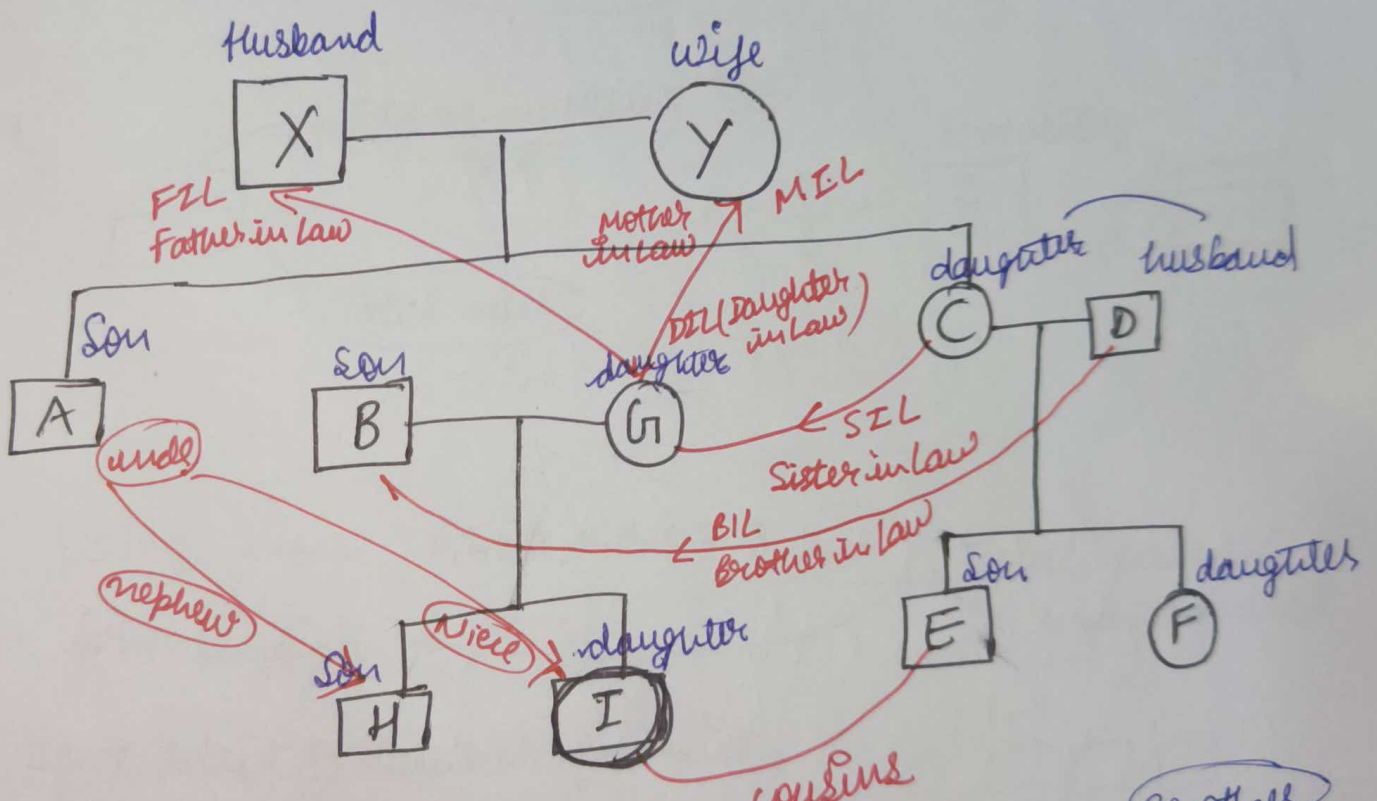 Husband
Wife
X
Y
FIL
Father in Law
Mother
in Law
MIL
daughter
husband
DIL (Daughter
in Law)
Son
Son
daughter
C
D
A
B
G
SIL
Sister in Law
BIL
Brother in Law
nephew
Niece
Son
daughter
Son
daughter
E
F
H
I
cousins